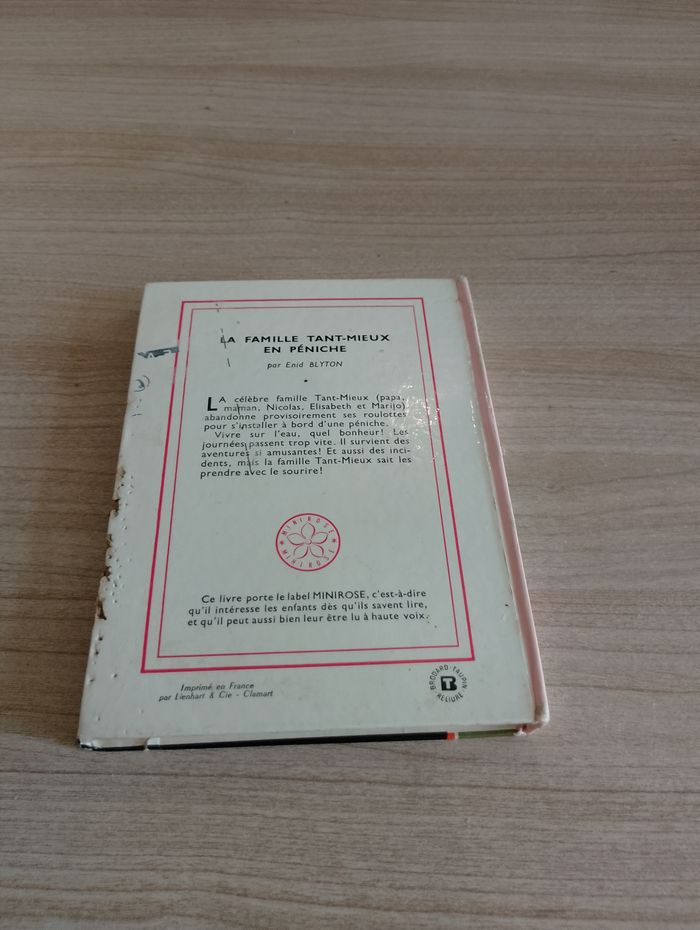 LA FAMILLE TANT-MIEUX
EN PÉNICHE
par Enid BLYTON
LA célèbre famille Tant-Mieux (papa,
maman, Nicolas, Elisabeth et Marijo)
abandonne provisoirement ses roulottes
pour s'installer à bord d'une péniche.
Vivre sur l'eau, quel bonheur! Les
journées passent trop vite. Il survient des
aventures si amusantes! Et aussi des inci-
dents, mais la famille Tant-Mieux sait les
prendre avec le sourire!
MINIROSE
MINIROSE
Ce livre porte le label MINIROSE, c'est-à-dire
qu'il intéresse les enfants dès qu'ils savent lire,
et qu'il peut aussi bien leur être lu à haute voix.
Imprimé en France
par Lienhart & Cie - Clamart
BRODARD-TAUPIN
RELIURE